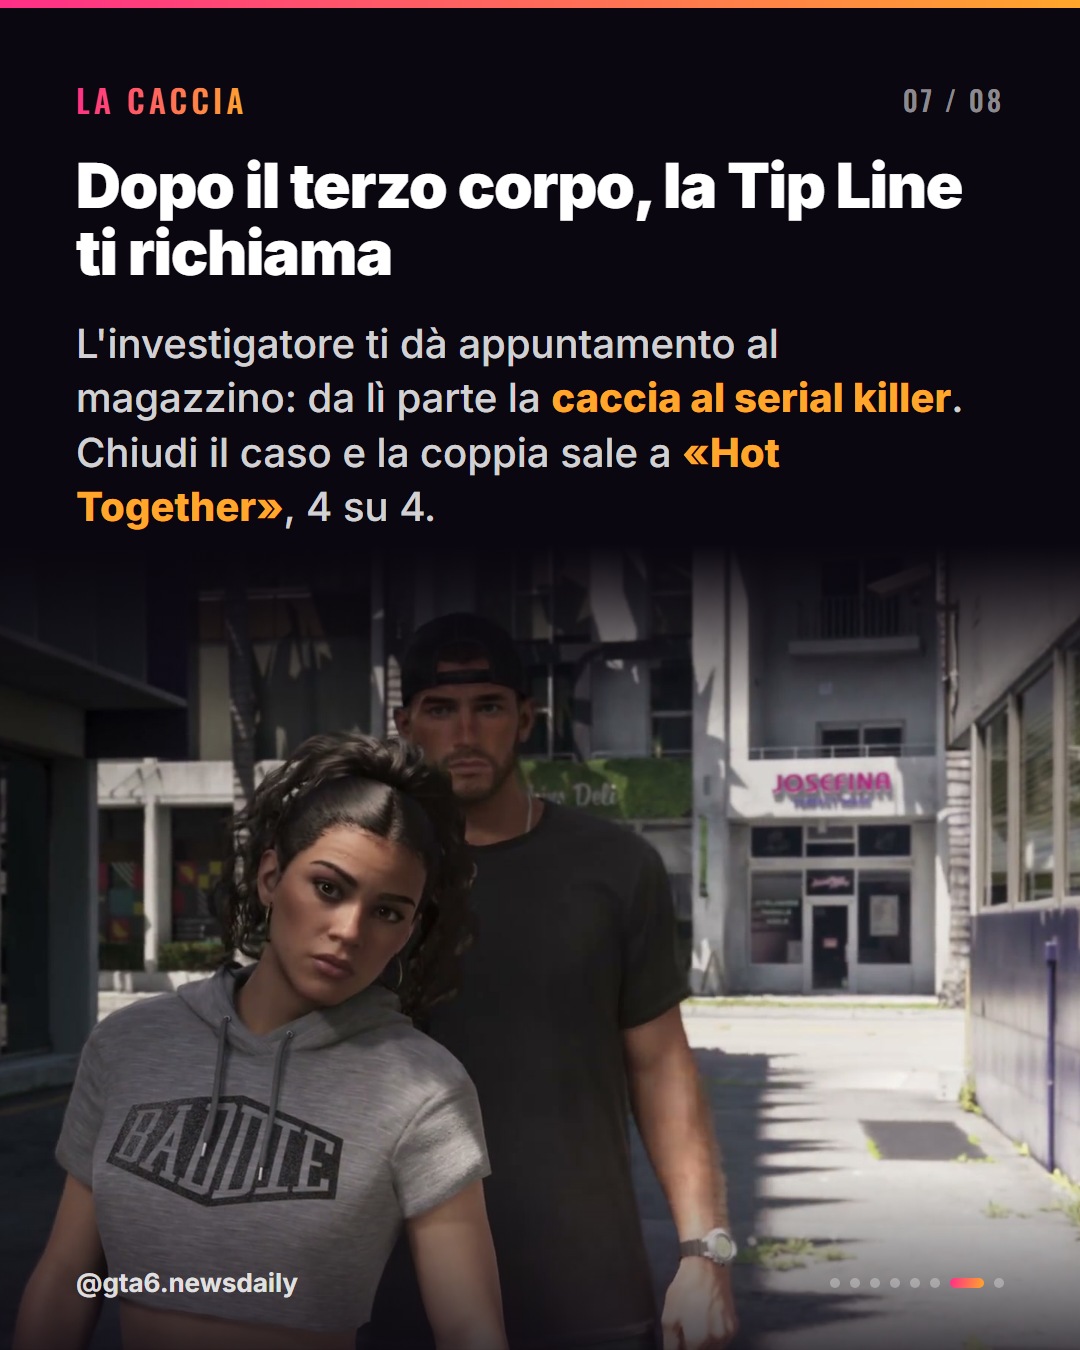 LA CACCIA
07 / 08
Dopo il terzo corpo, la Tip Line
ti richiama
L'investigatore ti dà appuntamento al
magazzino: da lì parte la caccia al serial killer.
Chiudi il caso e la coppia sale a «Hot
Together», 4 su 4.
Deli
JOSEFINA
BADDIE
@gta6.newsdaily